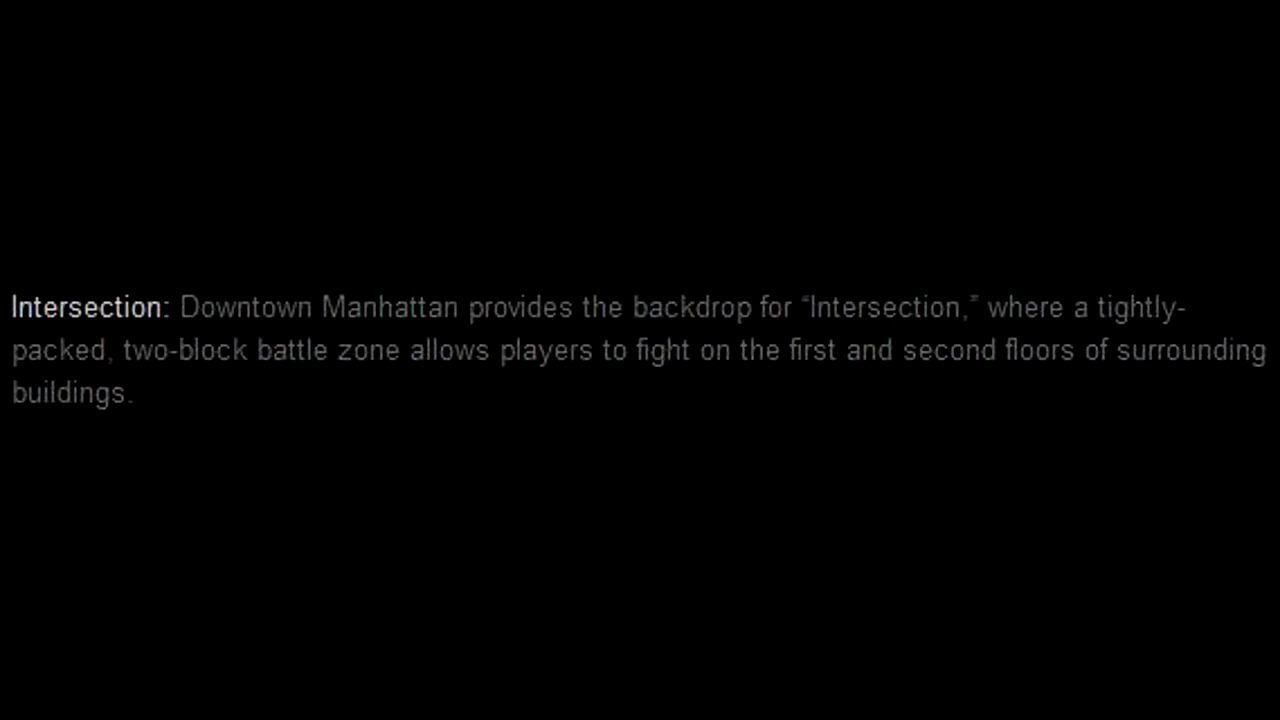 Intersection: Downtown Manhattan provides the backdrop for “Intersection,” where a tightly-
packed, two-block battle zone allows players to fight on the first and second floors of surrounding
buildings.